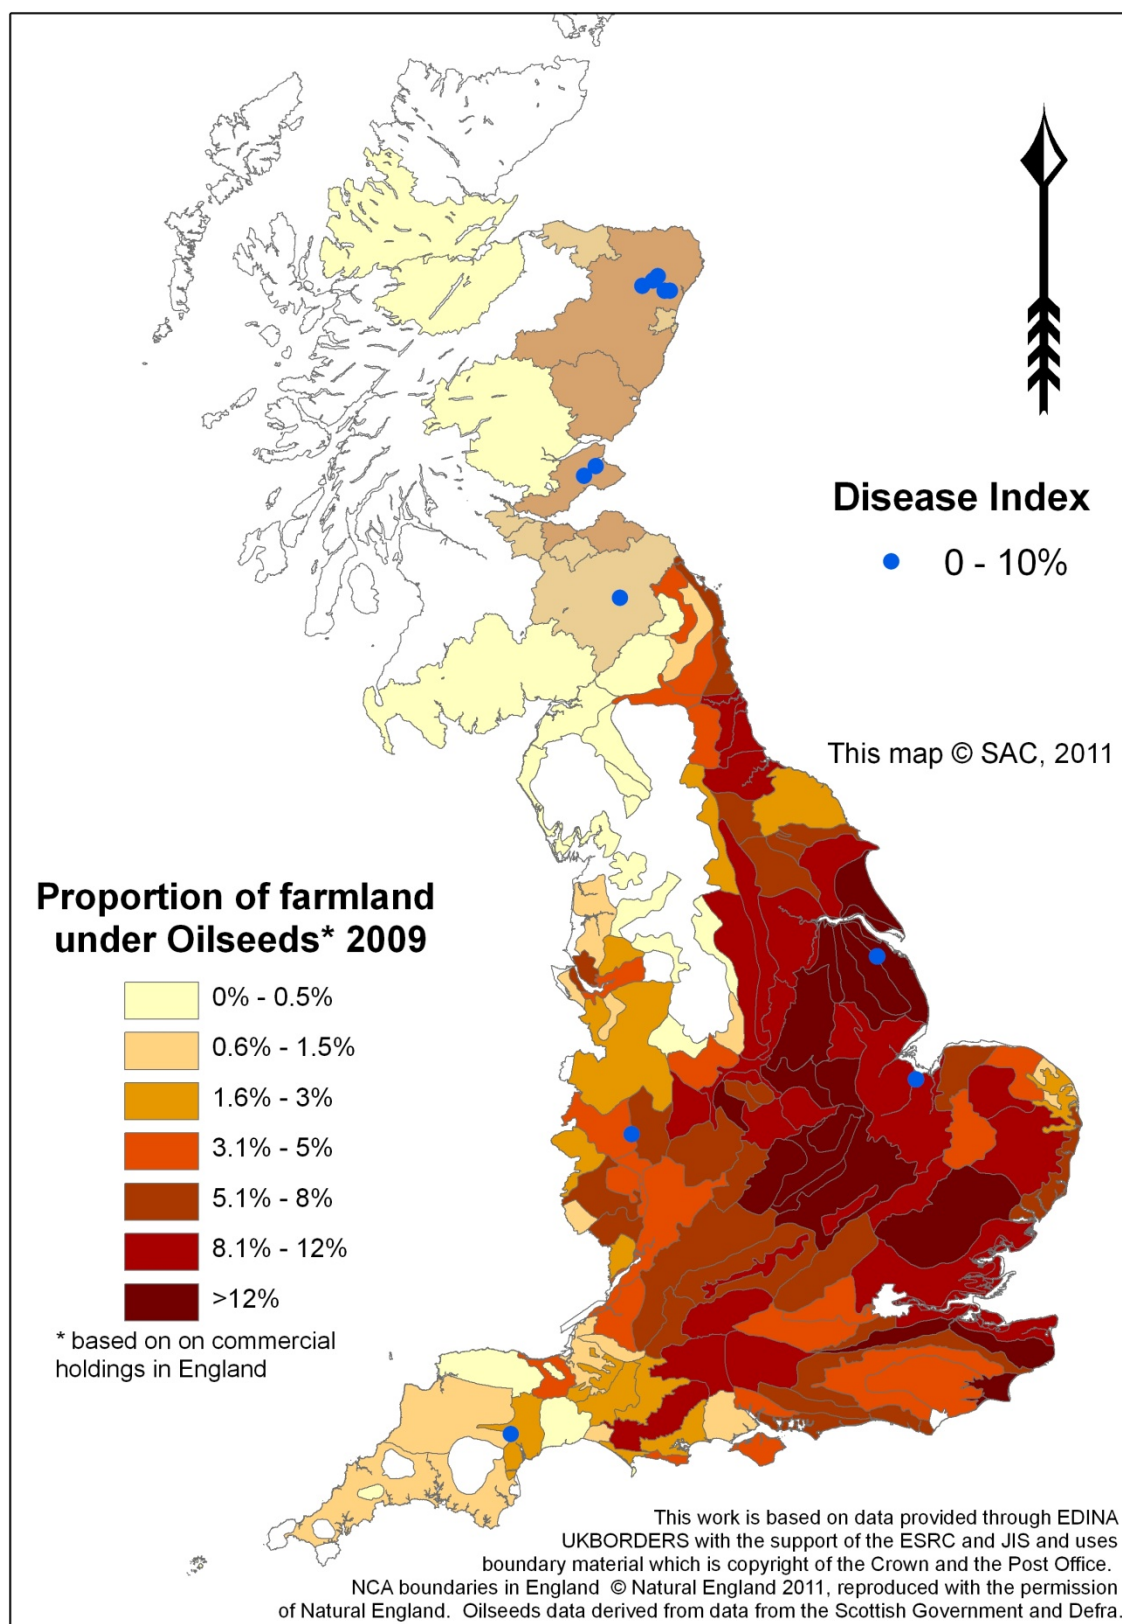 Disease Index
0 - 10%
This map © SAC, 2011
Proportion of farmland
under Oilseeds* 2009
0% - 0.5%
0.6% - 1.5%
1.6% - 3%
3.1% - 5%
5.1% - 8%
8.1% - 12%
>12%
* based on on commercial
holdings in England
This work is based on data provided through EDINA
UKBORDERS with the support of the ESRC and JIS and uses
boundary material which is copyright of the Crown and the Post Office.
NCA boundaries in England © Natural England 2011, reproduced with the permission
of Natural England. Oilseeds data derived from data from the Scottish Government and Defra.